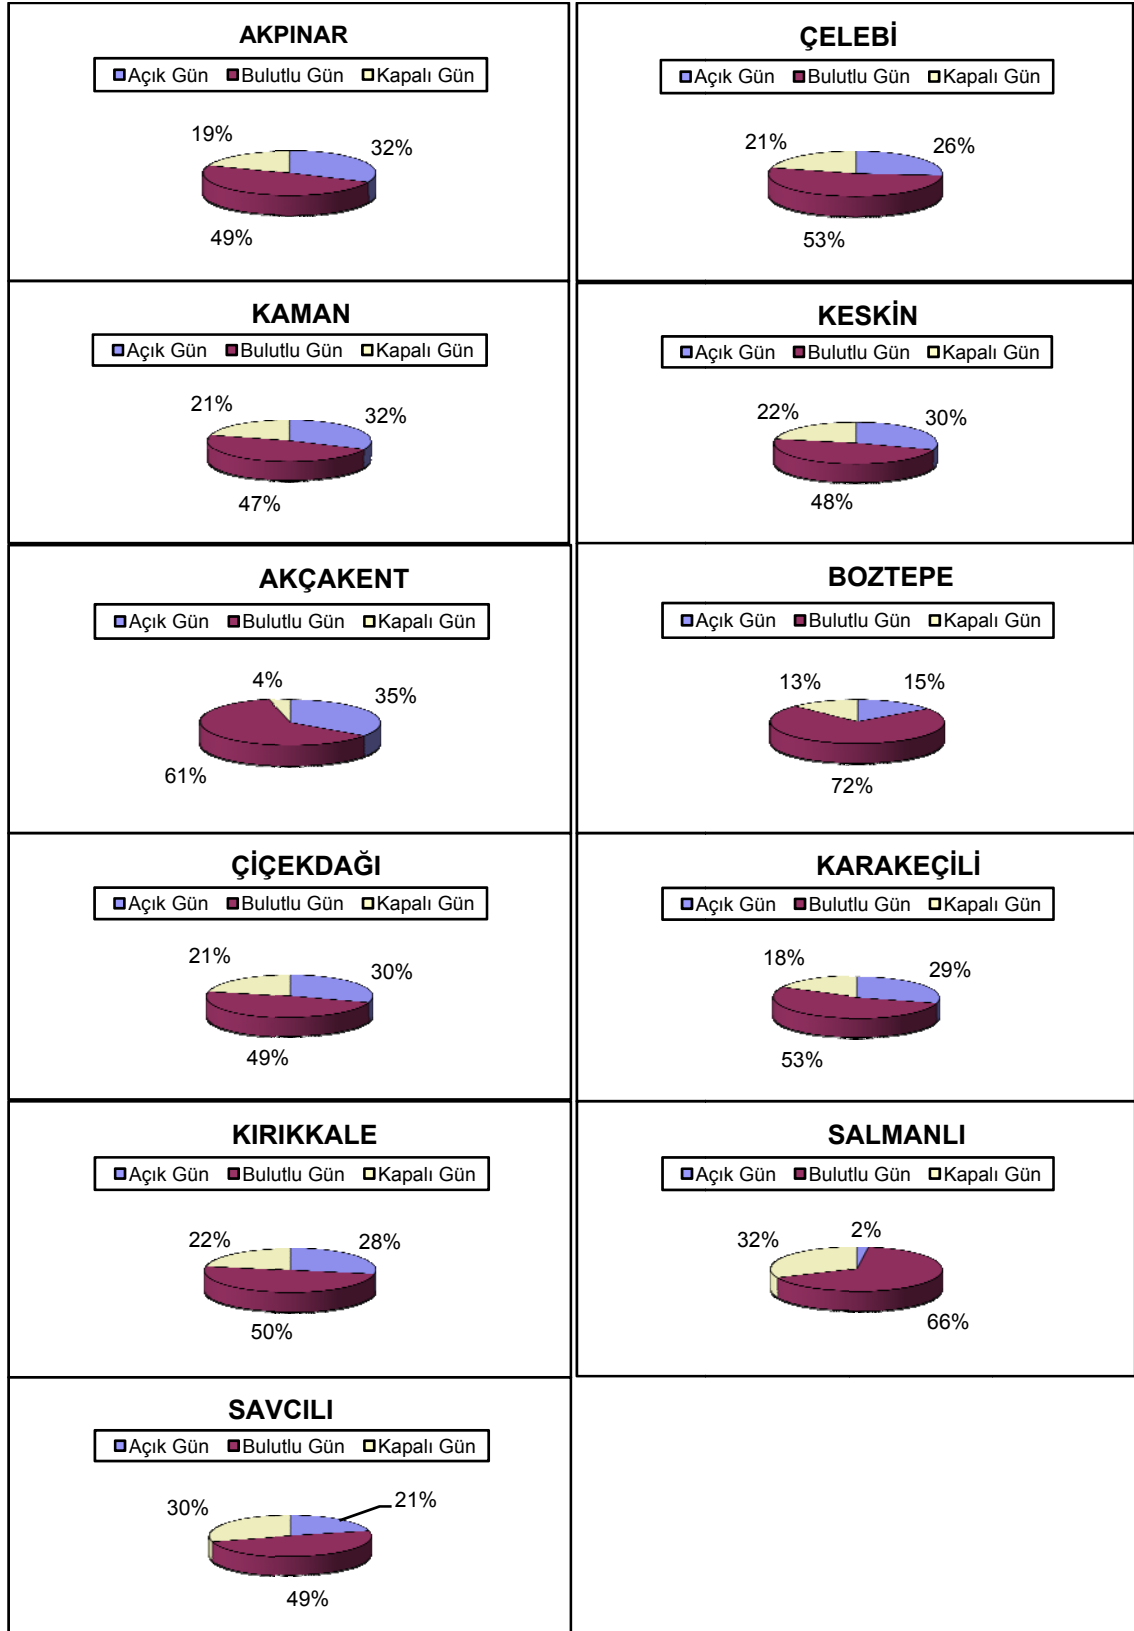 AKPINAR
Açık Gün Bulutlu Gün Kapalı Gün
19% 32%
49%
ÇELEBİ
Açık Gün Bulutlu Gün Kapalı Gün
21% 26%
53%
KAMAN
Açık Gün Bulutlu Gün Kapalı Gün
21% 32%
47%
KESKİN
Açık Gün Bulutlu Gün Kapalı Gün
22% 30%
48%
AKÇAKENT
Açık Gün Bulutlu Gün Kapalı Gün
4% 35%
61%
BOZTEPE
Açık Gün Bulutlu Gün Kapalı Gün
13% 15%
72%
ÇİÇEKDAĞI
Açık Gün Bulutlu Gün Kapalı Gün
21% 30%
49%
KARAKEÇİLİ
Açık Gün Bulutlu Gün Kapalı Gün
18% 29%
53%
KIRIKKALE
Açık Gün Bulutlu Gün Kapalı Gün
22% 28%
50%
SALMANLI
Açık Gün Bulutlu Gün Kapalı Gün
32% 2%
66%
SAVCILI
Açık Gün Bulutlu Gün Kapalı Gün
30% 21%
49%